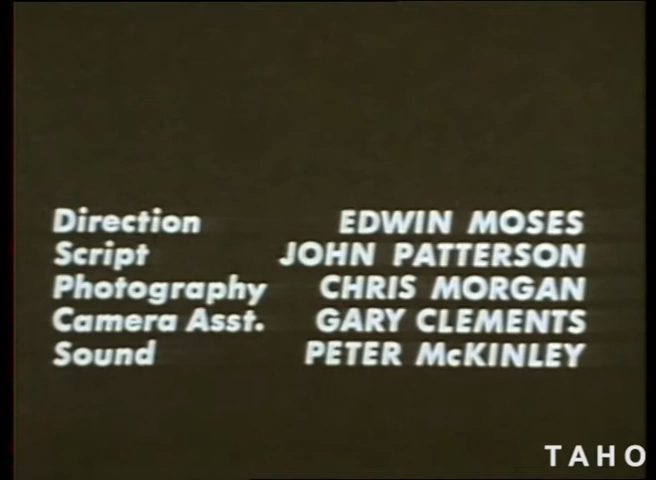 Direction EDWIN MOSES
Script JOHN PATTERSON
Photography CHRIS MORGAN
Camera Asst. GARY CLEMENTS
Sound PETER McKINLEY
TAHO